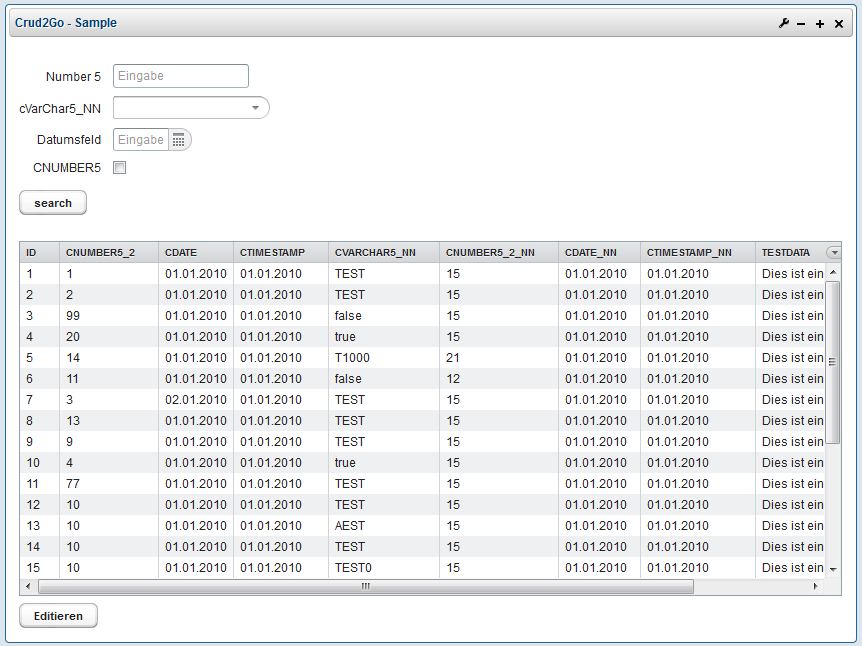 Crud2Go - Sample
Number 5 Eingabe
cVarChar5_NN
Datumsfeld Eingabe
CNUMBER5
search
ID CNUMBER5_2 CDATE CTIMESTAMP CVARCHAR5_NN CNUMBER5_2_NN CDATE_NN CTIMESTAMP_NN TESTDATA
1 1 01.01.2010 01.01.2010 TEST 15 01.01.2010 01.01.2010 Dies ist ein
2 2 01.01.2010 01.01.2010 TEST 15 01.01.2010 01.01.2010 Dies ist ein
3 99 01.01.2010 01.01.2010 false 15 01.01.2010 01.01.2010 Dies ist ein
4 20 01.01.2010 01.01.2010 true 15 01.01.2010 01.01.2010 Dies ist ein
5 14 01.01.2010 01.01.2010 T1000 21 01.01.2010 01.01.2010 Dies ist ein
6 11 01.01.2010 01.01.2010 false 12 01.01.2010 01.01.2010 Dies ist ein
7 3 02.01.2010 01.01.2010 TEST 15 01.01.2010 01.01.2010 Dies ist ein
8 13 01.01.2010 01.01.2010 TEST 15 01.01.2010 01.01.2010 Dies ist ein
9 9 01.01.2010 01.01.2010 TEST 15 01.01.2010 01.01.2010 Dies ist ein
10 4 01.01.2010 01.01.2010 true 15 01.01.2010 01.01.2010 Dies ist ein
11 77 01.01.2010 01.01.2010 TEST 15 01.01.2010 01.01.2010 Dies ist ein
12 10 01.01.2010 01.01.2010 TEST 15 01.01.2010 01.01.2010 Dies ist ein
13 10 01.01.2010 01.01.2010 AEST 15 01.01.2010 01.01.2010 Dies ist ein
14 10 01.01.2010 01.01.2010 TEST 15 01.01.2010 01.01.2010 Dies ist ein
15 10 01.01.2010 01.01.2010 TEST0 15 01.01.2010 01.01.2010 Dies ist ein
Editieren